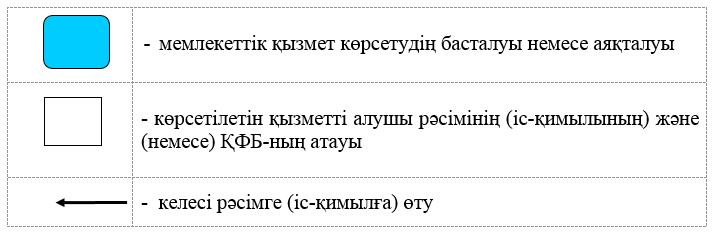 - мемлекеттік қызмет көрсетудің басталуы немесе аяқталуы
- көрсетілетін қызметті алушы рәсімінің (іс-қимылының) және
(немесе) ҚФБ-ның атауы
- келесі рәсімге (іс-қимылға) өту